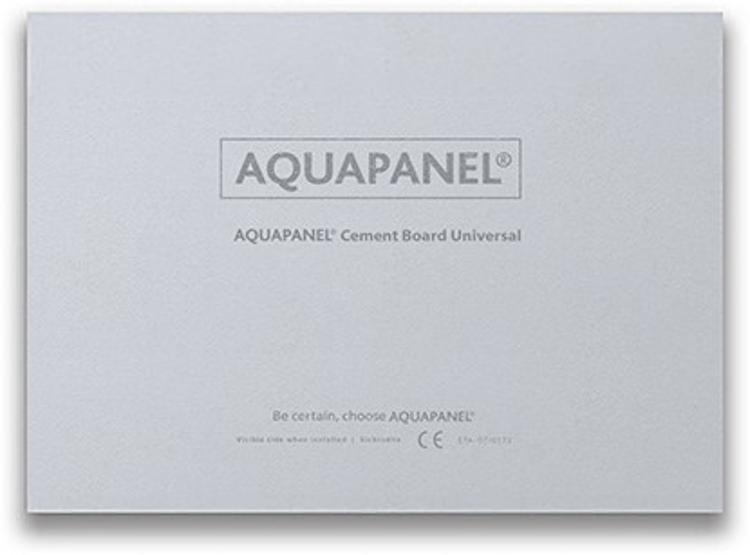 AQUAPANEL®
AQUAPANEL® Cement Board Universal
Be certain, choose AQUAPANEL®
Visible side when installed | Sichtseite CE ETA-07/0173